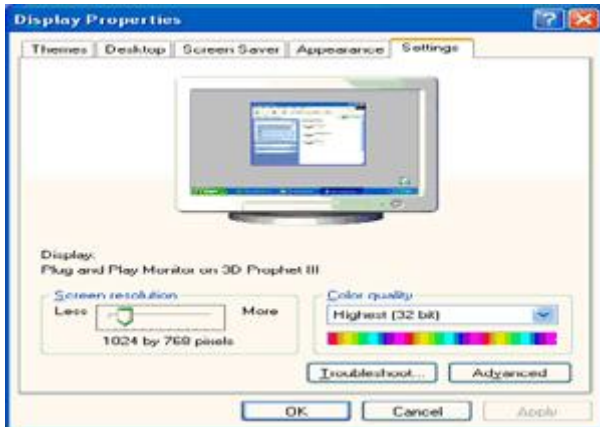 Display Properties
Themes Desktop Screen Saver Appearance Settings
Display:
Plug and Play Monitor on 3D Prophet III
Screen resolution
Less More
1024 by 768 pixels
Color quality
Highest (32 bit)
Troubleshoot... Advanced
OK Cancel Apply